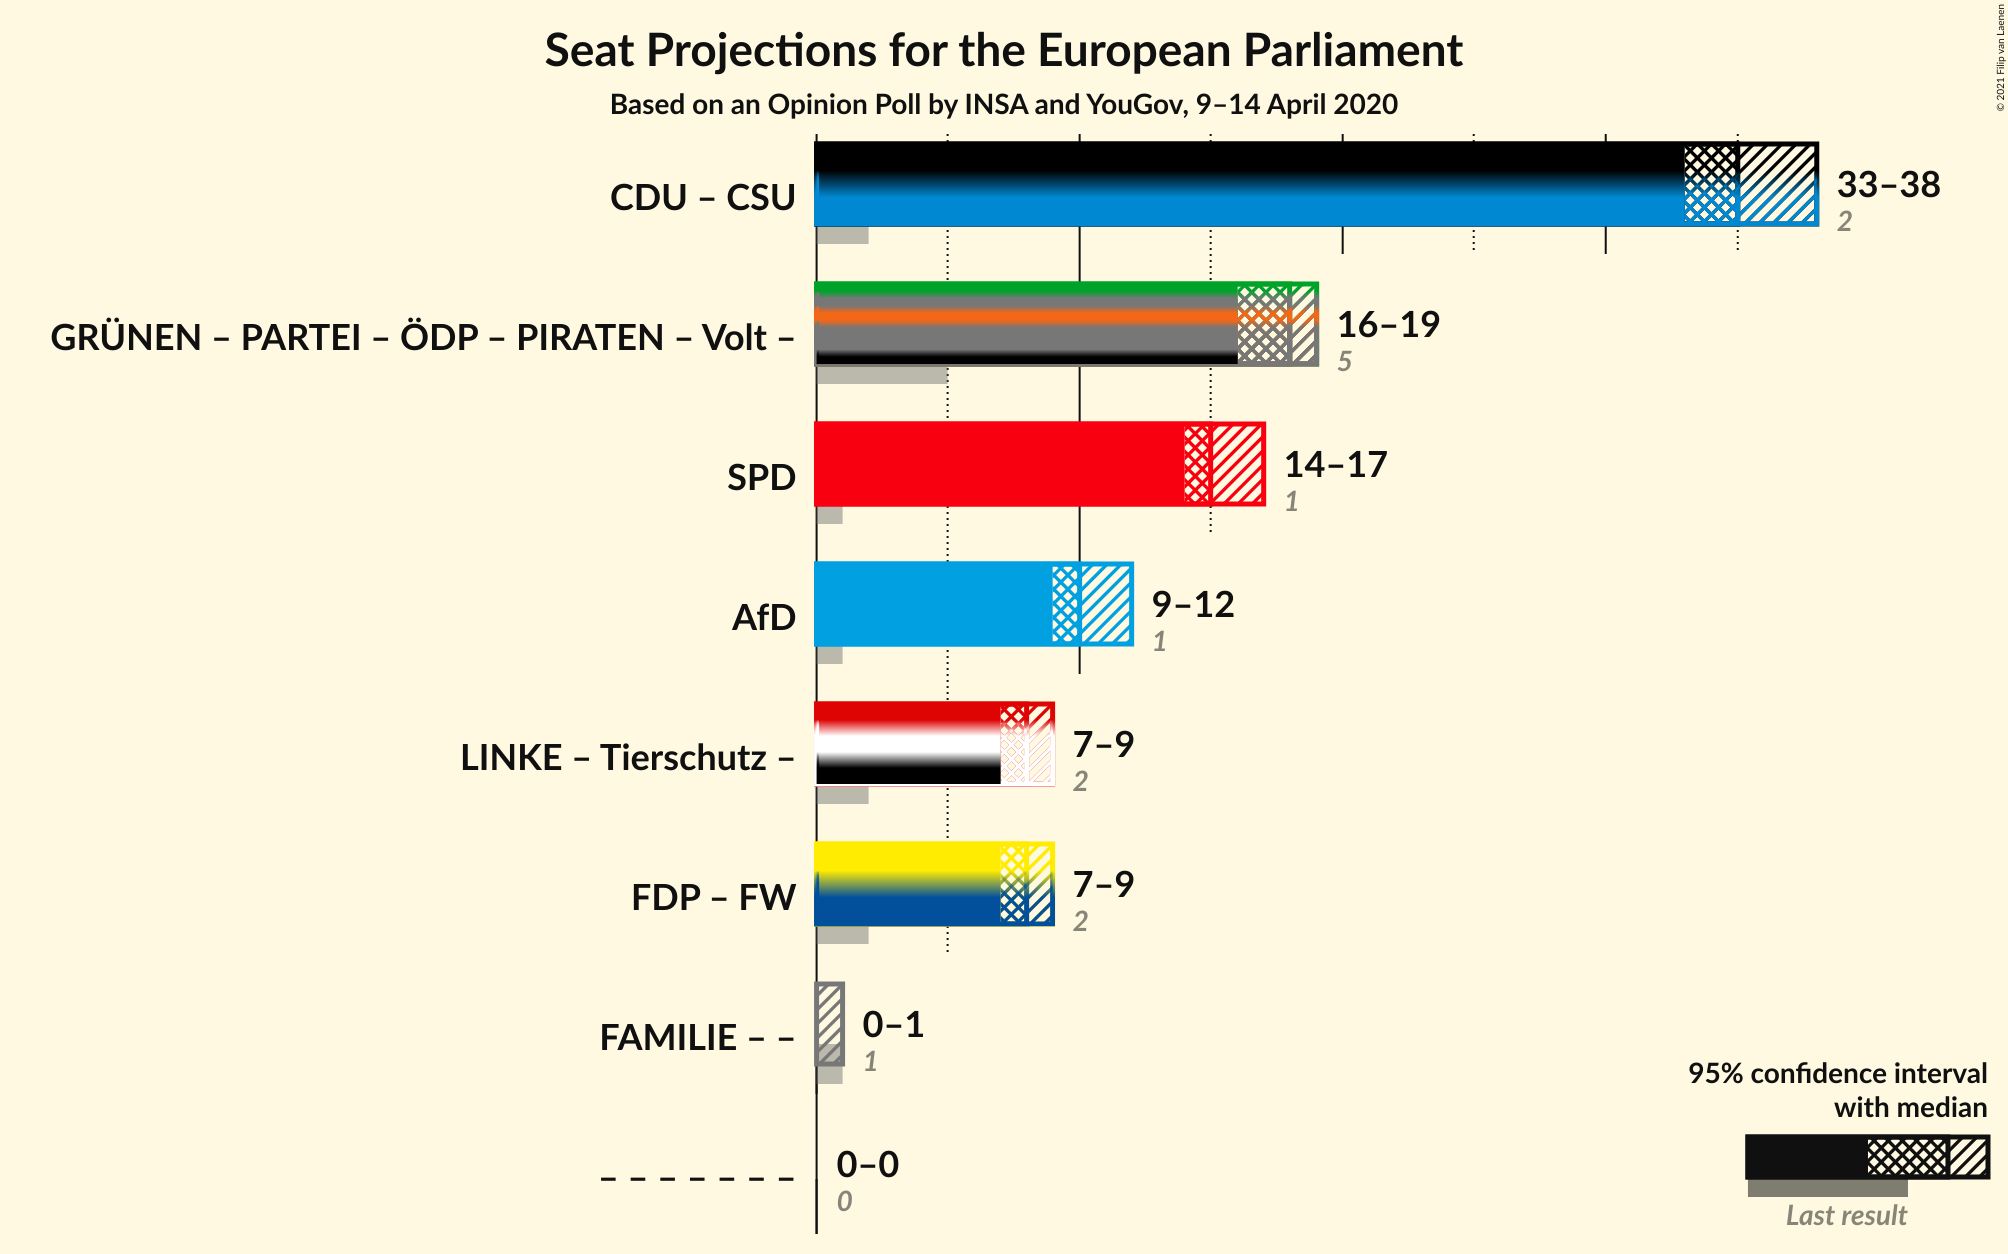 Seat Projections for the European Parliament
Based on an Opinion Poll by INSA and YouGov, 9–14 April 2020
© 2021 Filip van Laenen
CDU – CSU
33–38
2
GRÜNEN – PARTEI – ÖDP – PIRATEN – Volt –
16–19
5
SPD
14–17
1
AfD
9–12
1
LINKE – Tierschutz –
7–9
2
FDP – FW
7–9
2
FAMILIE – –
0–1
1
– – – – – – –
0–0
0
95% confidence interval
with median
Last result